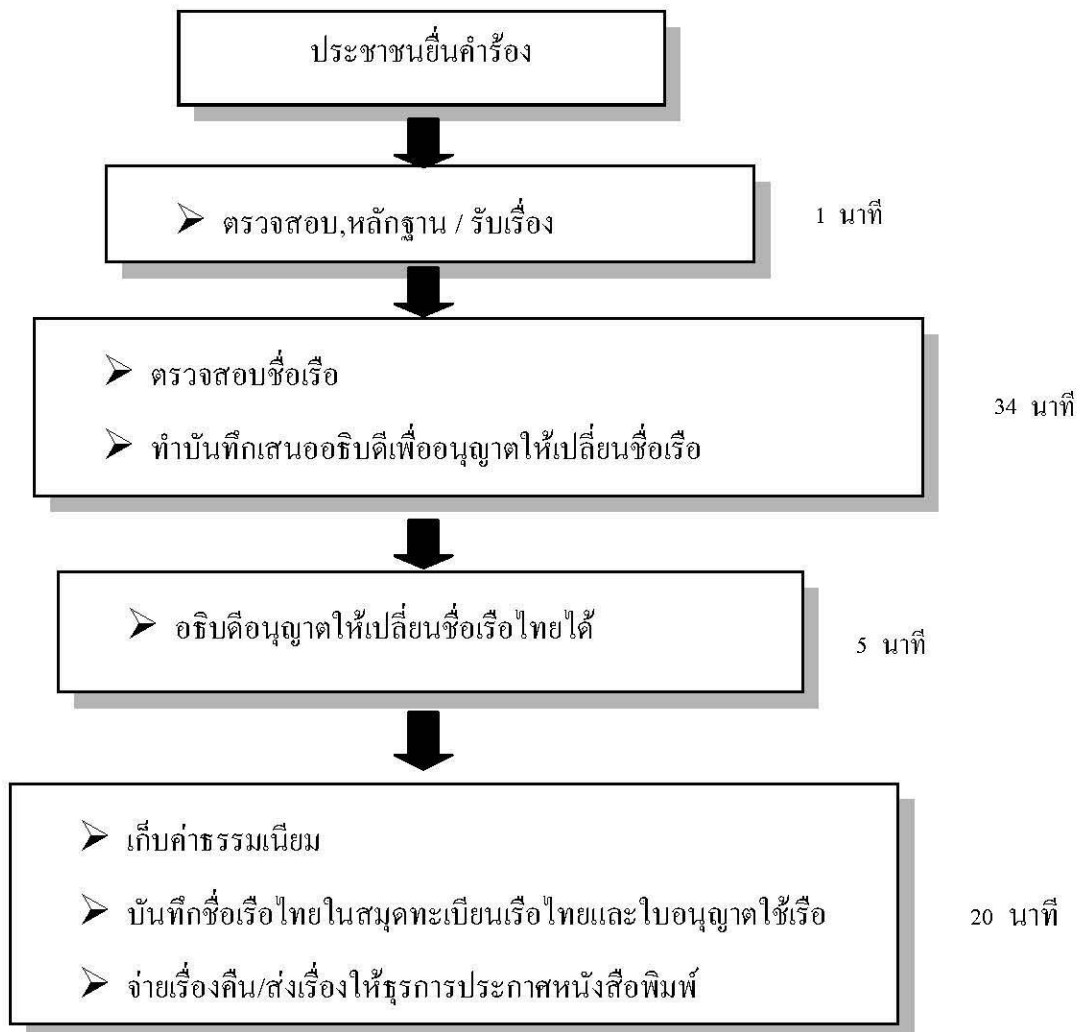 ประชาชนยื่นคำร้อง
➢ ตรวจสอบ,หลักฐาน / รับเรื่อง
1 นาที
➢ ตรวจสอบชื่อเรือ
➢ ทำบันทึกเสนออธิบดีเพื่ออนุญาตให้เปลี่ยนชื่อเรือ
34 นาที
➢ อธิบดีอนุญาตให้เปลี่ยนชื่อเรือไทยได้
5 นาที
➢ เก็บค่าธรรมเนียม
➢ บันทึกชื่อเรือไทยในสมุดทะเบียนเรือไทยและใบอนุญาตใช้เรือ
➢ จ่ายเรื่องคืน/ส่งเรื่องให้ธุรการประกาศหนังสือพิมพ์
20 นาที